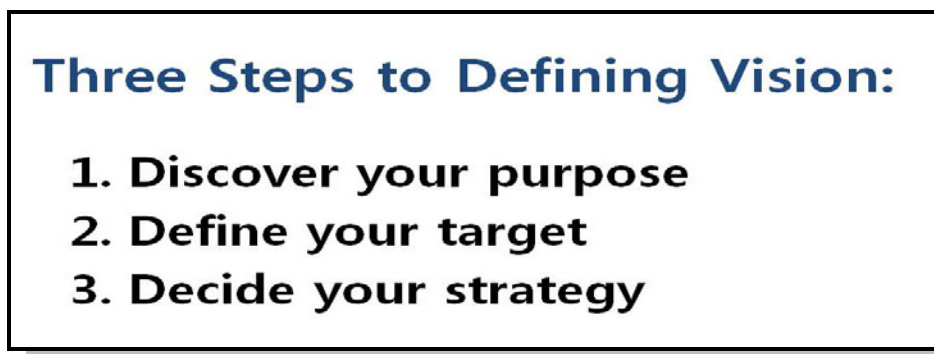 Three Steps to Defining Vision:
1. Discover your purpose
2. Define your target
3. Decide your strategy